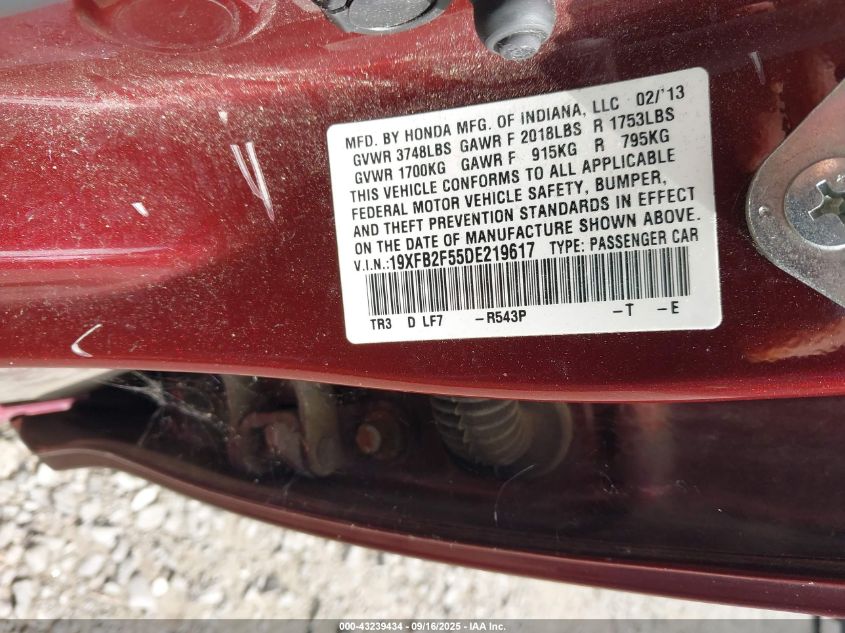 MFD. BY HONDA MFG. OF INDIANA, LLC 02/'13
GVWR 3748LBS GAWR F 2018LBS R 1753LBS
GVWR 1700KG GAWR F 915KG R 795KG
THIS VEHICLE CONFORMS TO ALL APPLICABLE
FEDERAL MOTOR VEHICLE SAFETY, BUMPER,
AND THEFT PREVENTION STANDARDS IN EFFECT
ON THE DATE OF MANUFACTURE SHOWN ABOVE.
V.I.N.: 19XFB2F55DE219617 TYPE: PASSENGER CAR
TR3 D LF7 -R543P -T -E
000-43239434 - 09/16/2025 - IAA Inc.